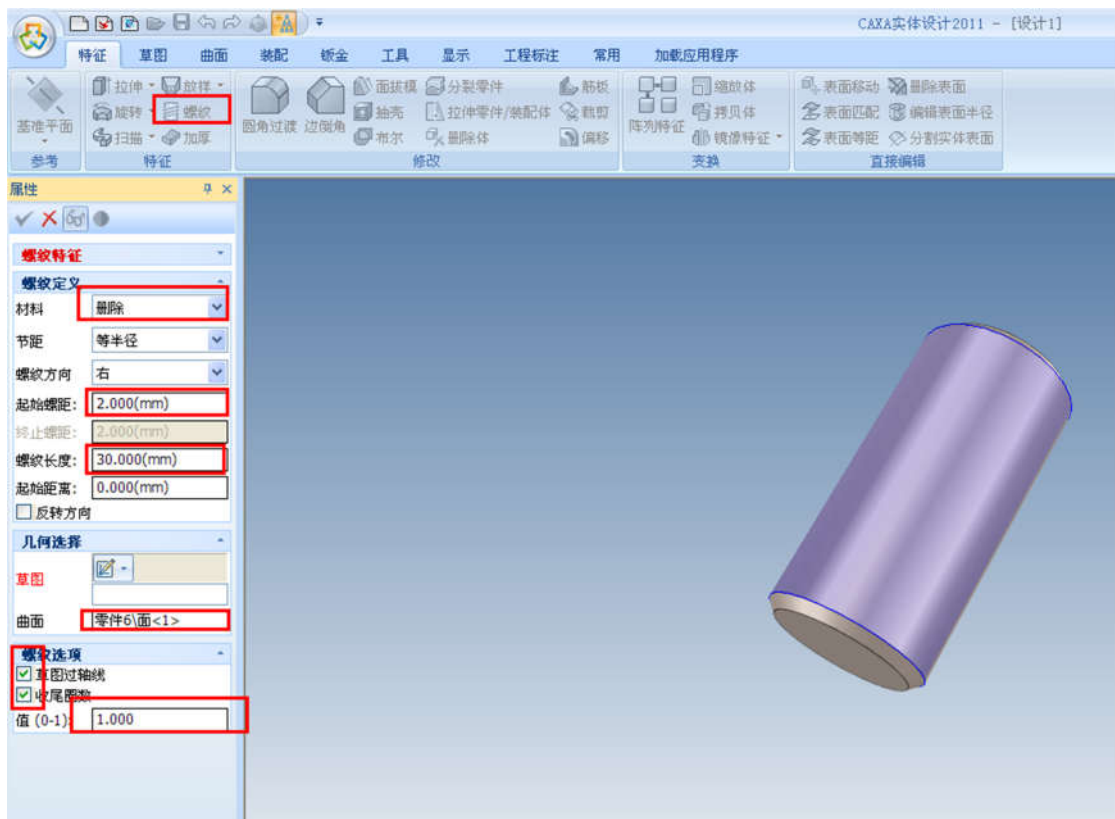 CAXA实体设计2011 - [设计1]
特征 草图 曲面 装配 钣金 工具 显示 工程标注 常用 加载应用程序
基准平面
参考
拉伸 放样
旋转 螺纹
扫描 加厚
特征
圆角过渡 边倒角
面拔模 分裂零件 筋板
抽壳 拉伸零件/装配体 裁剪
布尔 删除体 偏移
修改
阵列特征
缩放体
拷贝体
镜像特征
变换
表面移动 删除表面
表面匹配 编辑表面半径
表面等距 分割实体表面
直接编辑
属性
螺纹特征
螺纹定义
材料 删除
节距 等半径
螺纹方向 右
起始螺距: 2.000(mm)
终止螺距: 2.000(mm)
螺纹长度: 30.000(mm)
起始距离: 0.000(mm)
反转方向
几何选择
草图
曲面 零件6\面<1>
螺纹选项
草图过轴线
收尾圈数
值 (0-1): 1.000